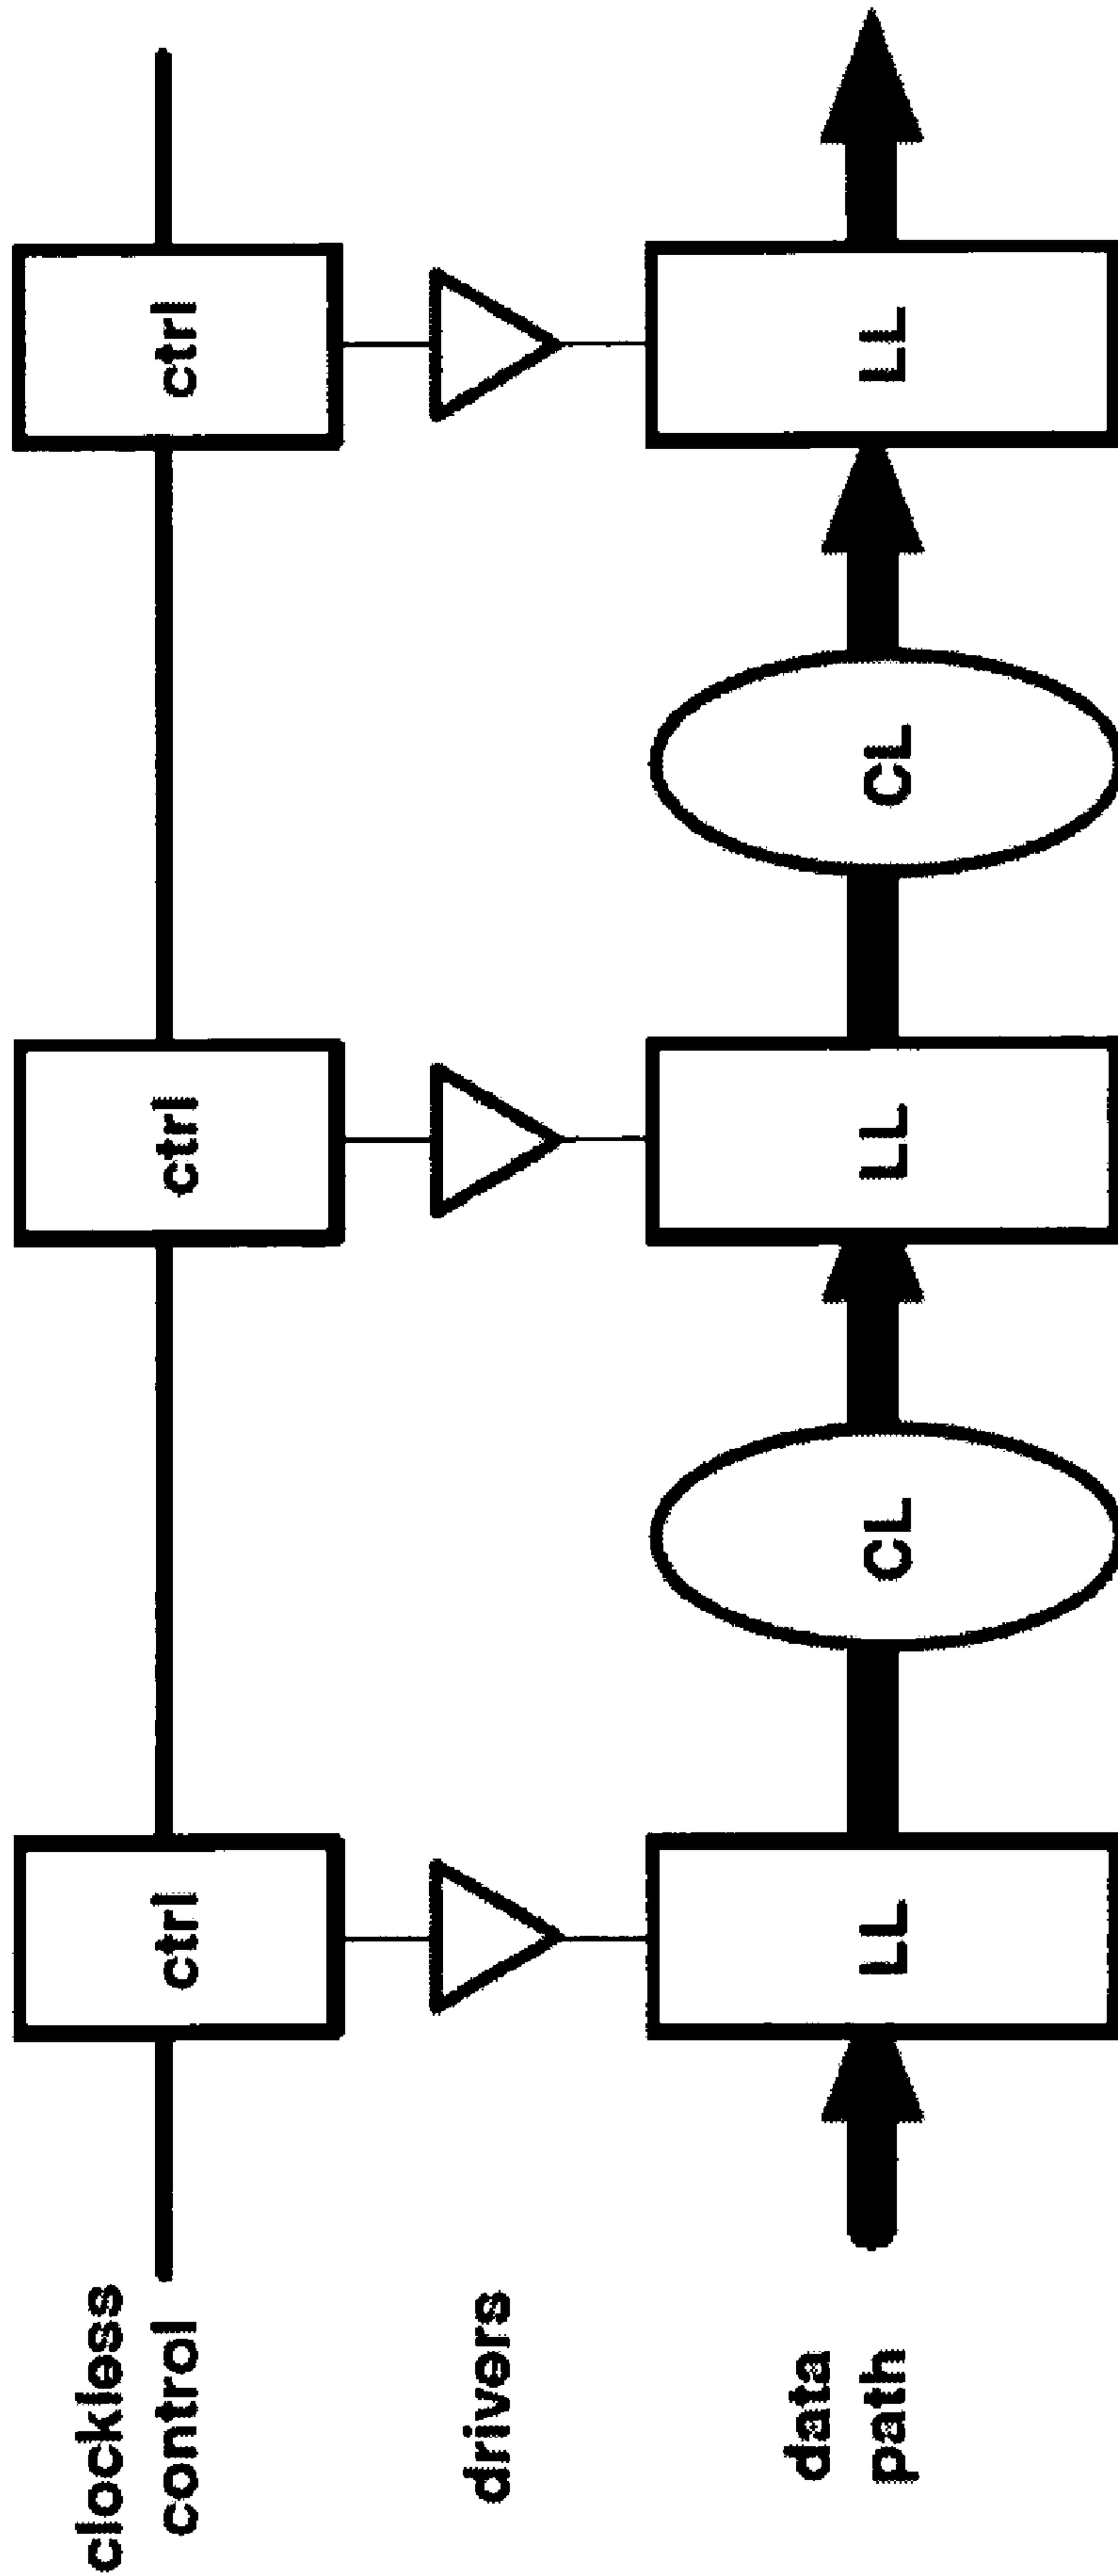 clockless
control
ctrl
ctrl
ctrl
drivers
data
path
LL
CL
LL
CL
LL